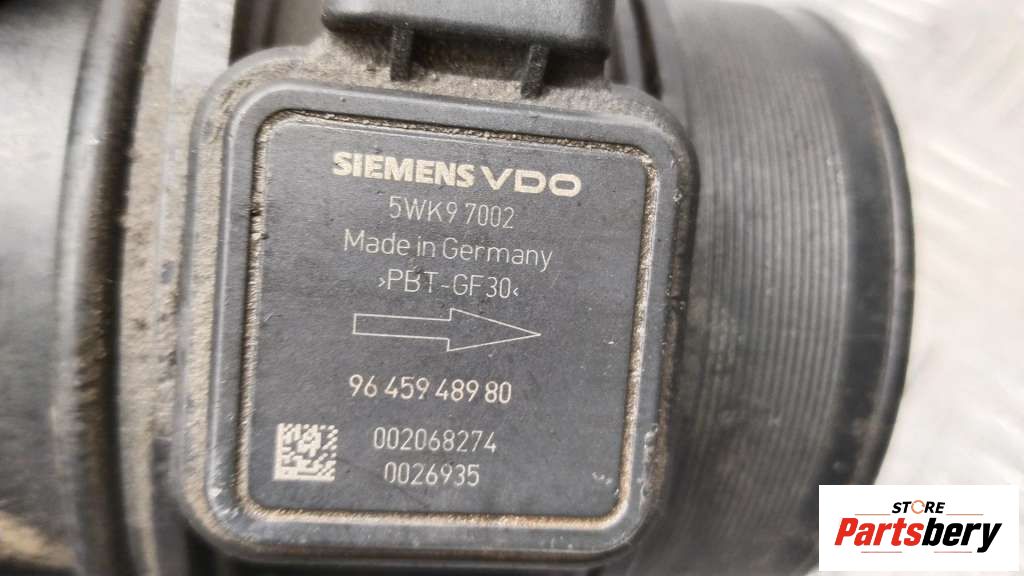 SIEMENS VDO
5WK9 7002
Made in Germany
>PBT-GF30<
96 459 489 80
002068274
0026935
STORE
Partsbery